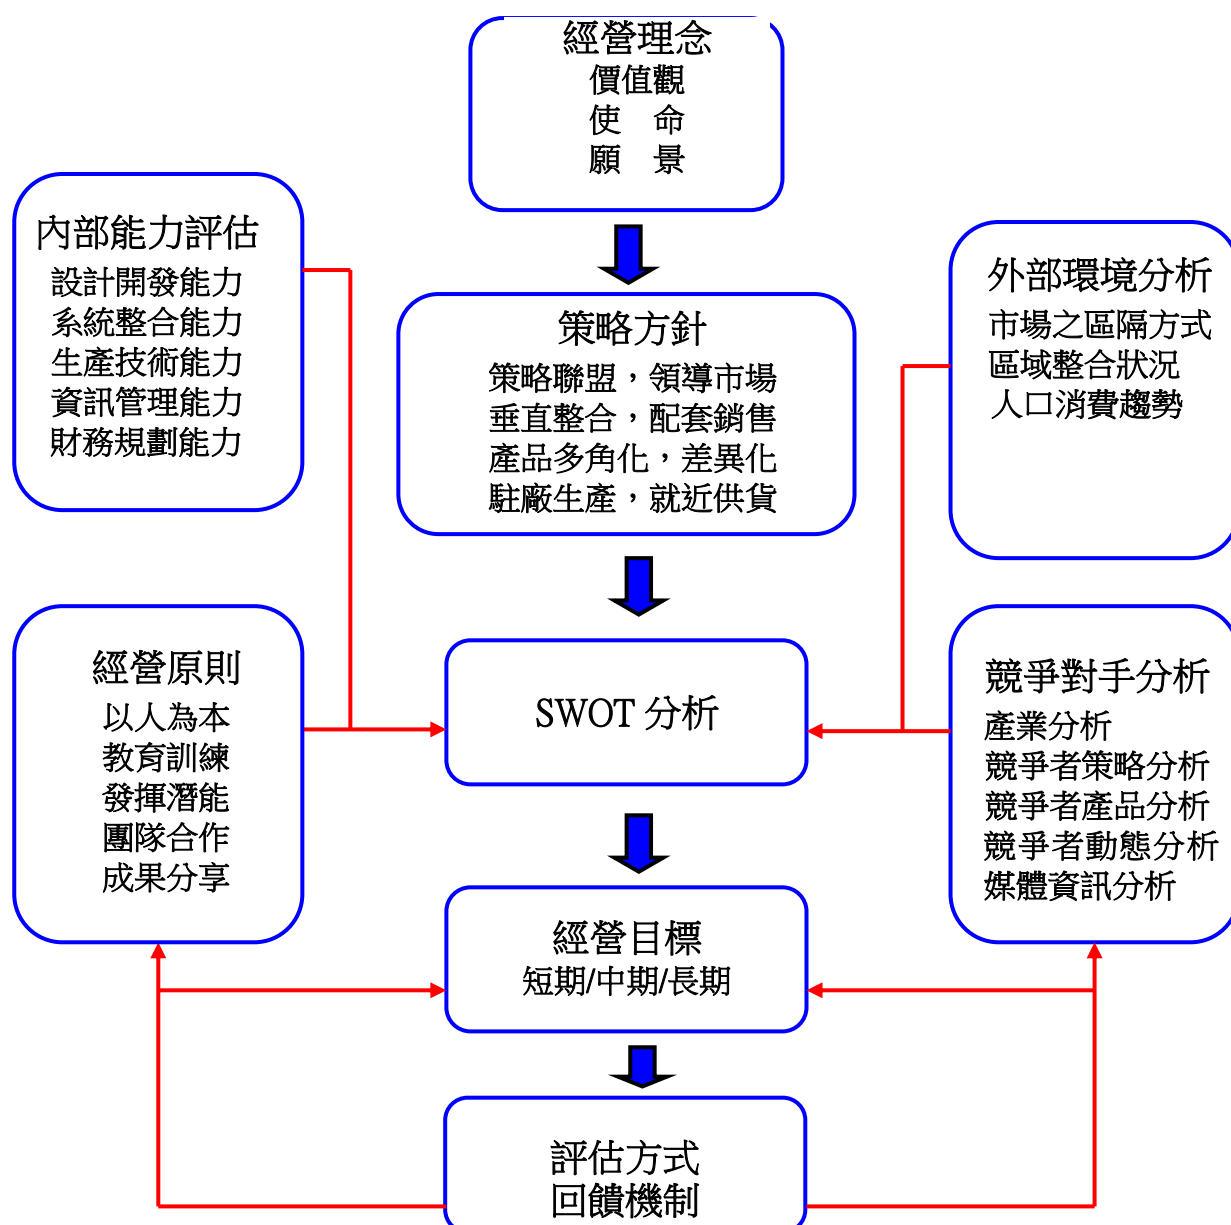 經營理念
價值觀
使　命
願　景
內部能力評估
設計開發能力
系統整合能力
生產技術能力
資訊管理能力
財務規劃能力
策略方針
策略聯盟，領導市場
垂直整合，配套銷售
產品多角化，差異化
駐廠生產，就近供貨
外部環境分析
市場之區隔方式
區域整合狀況
人口消費趨勢
經營原則
以人為本
教育訓練
發揮潛能
團隊合作
成果分享
SWOT 分析
競爭對手分析
產業分析
競爭者策略分析
競爭者產品分析
競爭者動態分析
媒體資訊分析
經營目標
短期/中期/長期
評估方式
回饋機制